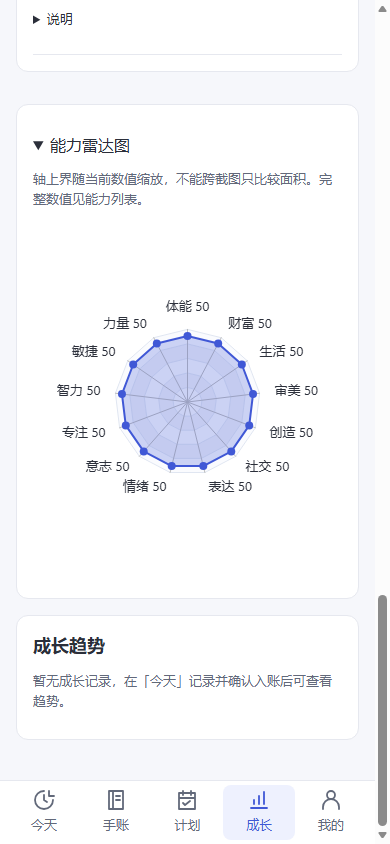 ▶ 说明
▼ 能力雷达图
轴上界随当前数值缩放，不能跨截图只比较面积。完
整数值见能力列表。
体能 50
力量 50
财富 50
敏捷 50
生活 50
智力 50
审美 50
专注 50
创造 50
意志 50
社交 50
情绪 50
表达 50
成长趋势
暂无成长记录，在「今天」记录并确认入账后可查看
趋势。
今天
手账
计划
成长
我的